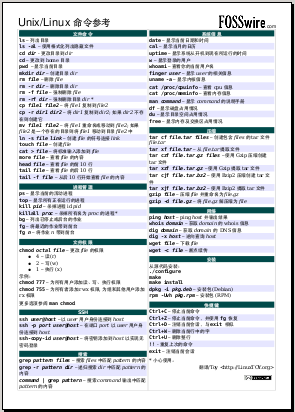 Unix/Linux 命令参考
FOSSwire.com
文件命令
ls – 列出目录
ls -al – 使用格式化列出隐藏文件
cd dir - 更改目录到 dir
cd – 更改到 home 目录
pwd – 显示当前目录
mkdir dir – 创建目录 dir
rm file – 删除 file
rm -r dir – 删除目录 dir
rm -f file – 强制删除 file
rm -rf dir – 强制删除目录 dir *
cp file1 file2 – 将 file1 复制到 file2
cp -r dir1 dir2 – 将 dir1 复制到 dir2; 如果 dir2 不存在则创建它
mv file1 file2 – 将 file1 重命名或移动到 file2; 如果 file2 是一个存在的目录则将 file1 移动到目录 file2 中
ln -s file link – 创建 file 的符号连接 link
touch file – 创建 file
cat > file – 将标准输入添加到 file
more file – 查看 file 的内容
head file – 查看 file 的前 10 行
tail file – 查看 file 的后 10 行
tail -f file – 从后 10 行开始查看 file 的内容
进程管理
ps – 显示当前的活动进程
top – 显示所有正在运行的进程
kill pid – 杀掉进程 id pid
killall proc – 杀掉所有名为 proc 的进程 *
bg – 列出已停止或后台的作业
fg – 将最近的作业带到前台
fg n – 将作业 n 带到前台
文件权限
chmod octal file – 更改 file 的权限
● 4 – 读(r)
● 2 – 写(w)
● 1 – 执行(x)
示例:
chmod 777 – 为所有用户添加读、写、执行权限
chmod 755 – 为所有者添加 rwx 权限, 为组和其他用户添加 rx 权限
更多选项参阅 man chmod.
SSH
ssh user@host – 以 user 用户身份连接到 host
ssh -p port user@host – 在端口 port 以 user 用户身份连接到 host
ssh-copy-id user@host – 将密钥添加到 host 以实现无密码登录
搜索
grep pattern files – 搜索 files 中匹配 pattern 的内容
grep -r pattern dir – 递归搜索 dir 中匹配 pattern 的内容
command | grep pattern – 搜索 command 输出中匹配 pattern 的内容
系统信息
date – 显示当前日期和时间
cal – 显示当月的日历
uptime – 显示系统从开机到现在所运行的时间
w – 显示登录的用户
whoami – 查看你的当前用户名
finger user – 显示 user 的相关信息
uname -a – 显示内核信息
cat /proc/cpuinfo – 查看 cpu 信息
cat /proc/meminfo – 查看内存信息
man command – 显示 command 的说明手册
df – 显示磁盘占用情况
du – 显示目录空间占用情况
free – 显示内存及交换区占用情况
压缩
tar cf file.tar files – 创建包含 files 的 tar 文件 file.tar
tar xf file.tar – 从 file.tar 提取文件
tar czf file.tar.gz files – 使用 Gzip 压缩创建 tar 文件
tar xzf file.tar.gz – 使用 Gzip 提取 tar 文件
tar cjf file.tar.bz2 – 使用 Bzip2 压缩创建 tar 文件
tar xjf file.tar.bz2 – 使用 Bzip2 提取 tar 文件
gzip file – 压缩 file 并重命名为 file.gz
gzip -d file.gz – 将 file.gz 解压缩为 file
网络
ping host – ping host 并输出结果
whois domain – 获取 domain 的 whois 信息
dig domain – 获取 domain 的 DNS 信息
dig -x host – 逆向查询 host
wget file – 下载 file
wget -c file – 断点续传
安装
从源代码安装:
./configure
make
make install
dpkg -i pkg.deb – 安装包(Debian)
rpm -Uvh pkg.rpm – 安装包(RPM)
快捷键
Ctrl+C – 停止当前命令
Ctrl+Z – 停止当前命令，并使用 fg 恢复
Ctrl+D – 注销当前会话，与 exit 相似
Ctrl+W – 删除当前行中的字
Ctrl+U – 删除整行
!! - 重复上次的命令
exit – 注销当前会话
* 小心使用。